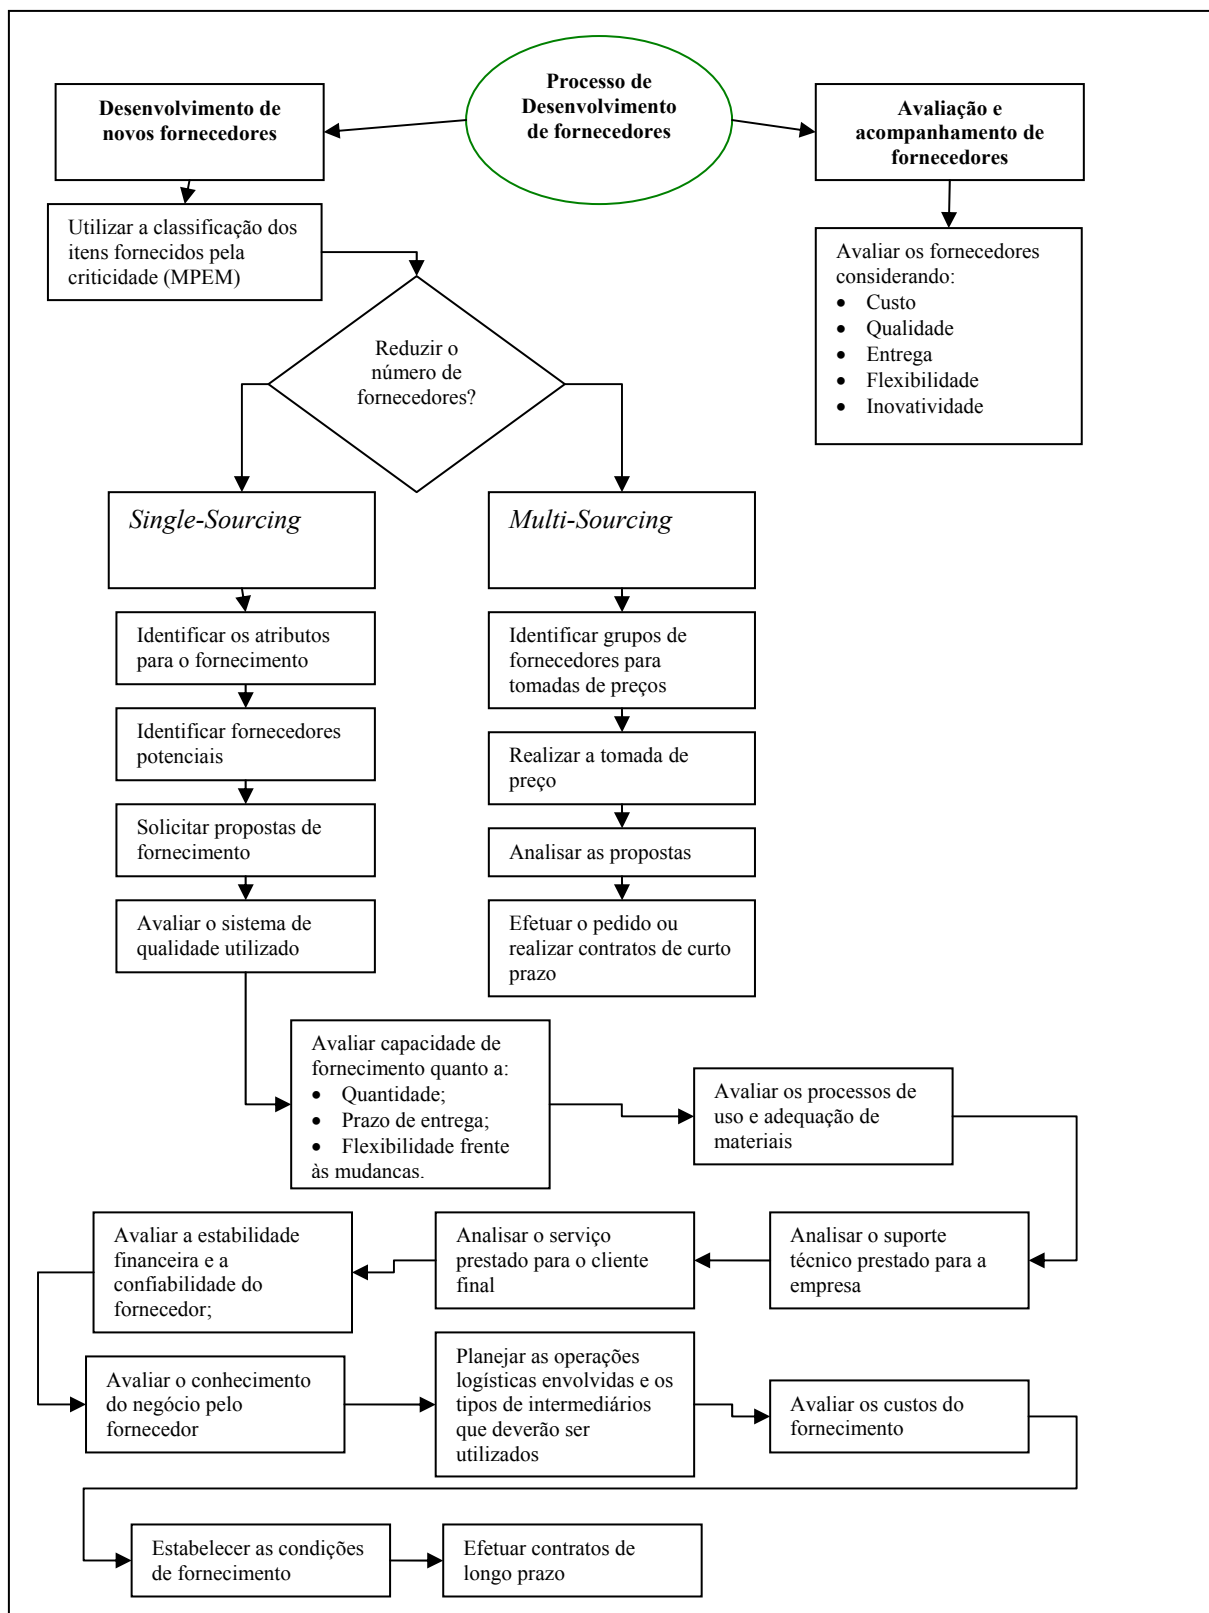 Processo de
Desenvolvimento
de fornecedores
Desenvolvimento de
novos fornecedores
Avaliação e
acompanhamento de
fornecedores
Utilizar a classificação dos
itens fornecidos pela
criticidade (MPEM)
Avaliar os fornecedores
considerando:
• Custo
• Qualidade
• Entrega
• Flexibilidade
• Inovatividade
Reduzir o
número de
fornecedores?
Single-Sourcing
Identificar os atributos
para o fornecimento
Identificar fornecedores
potenciais
Solicitar propostas de
fornecimento
Avaliar o sistema de
qualidade utilizado
Multi-Sourcing
Identificar grupos de
fornecedores para
tomadas de preços
Realizar a tomada de
preço
Analisar as propostas
Efetuar o pedido ou
realizar contratos de curto
prazo
Avaliar capacidade de
fornecimento quanto a:
• Quantidade;
• Prazo de entrega;
• Flexibilidade frente
às mudancas.
Avaliar os processos de
uso e adequação de
materiais
Analisar o suporte
técnico prestado para a
empresa
Analisar o serviço
prestado para o cliente
final
Avaliar a estabilidade
financeira e a
confiabilidade do
fornecedor;
Avaliar o conhecimento
do negócio pelo
fornecedor
Planejar as operações
logísticas envolvidas e os
tipos de intermediários
que deverão ser
utilizados
Avaliar os custos do
fornecimento
Estabelecer as condições
de fornecimento
Efetuar contratos de
longo prazo